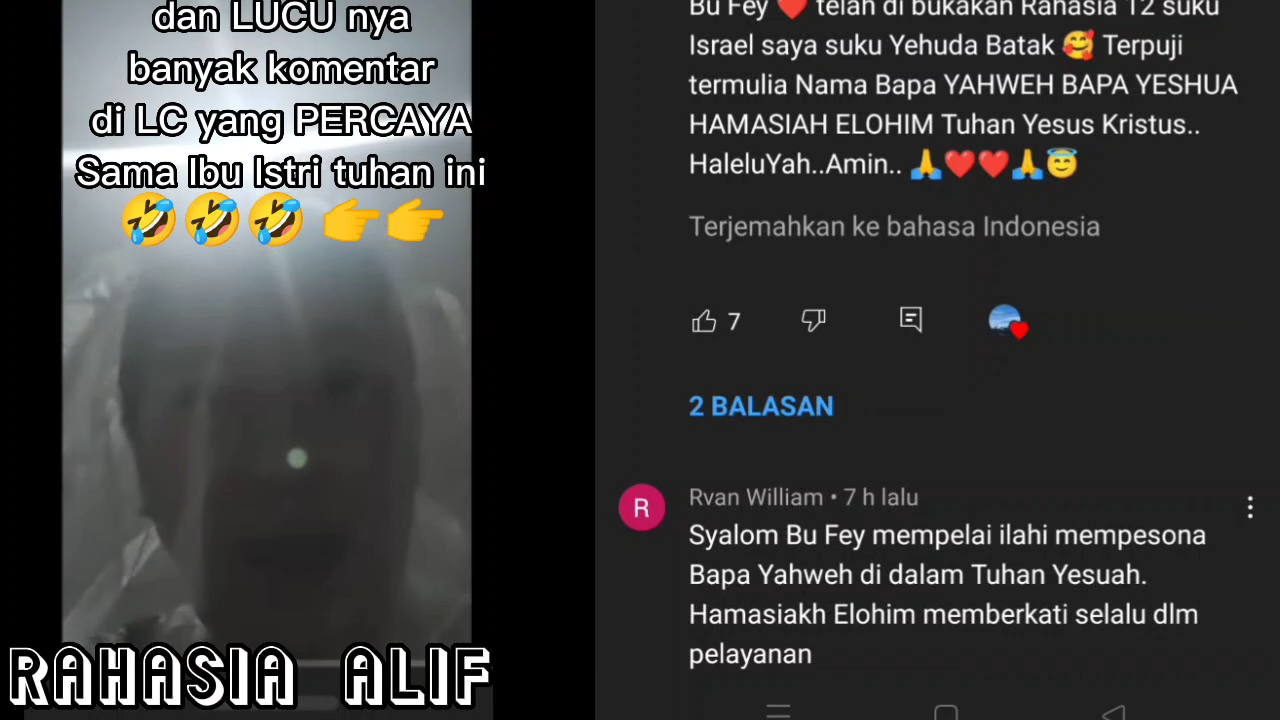 dan LUCU nya
banyak komentar
di LC yang PERCAYA
Sama Ibu Istri tuhan ini
🤣🤣🤣 👉👉
RAHASIA ALIF
Bu Fey ❤️ telah di bukakan Rahasia 12 suku
Israel saya suku Yehuda Batak 🥰 Terpuji
termulia Nama Bapa YAHWEH BAPA YESHUA
HAMASIAH ELOHIM Tuhan Yesus Kristus..
HaleluYah..Amin.. 🙏❤️❤️🙏😇
Terjemahkan ke bahasa Indonesia
7
2 BALASAN
R
Rvan William • 7 h lalu
Syalom Bu Fey mempelai ilahi mempesona
Bapa Yahweh di dalam Tuhan Yesuah.
Hamasiakh Elohim memberkati selalu dlm
pelayanan